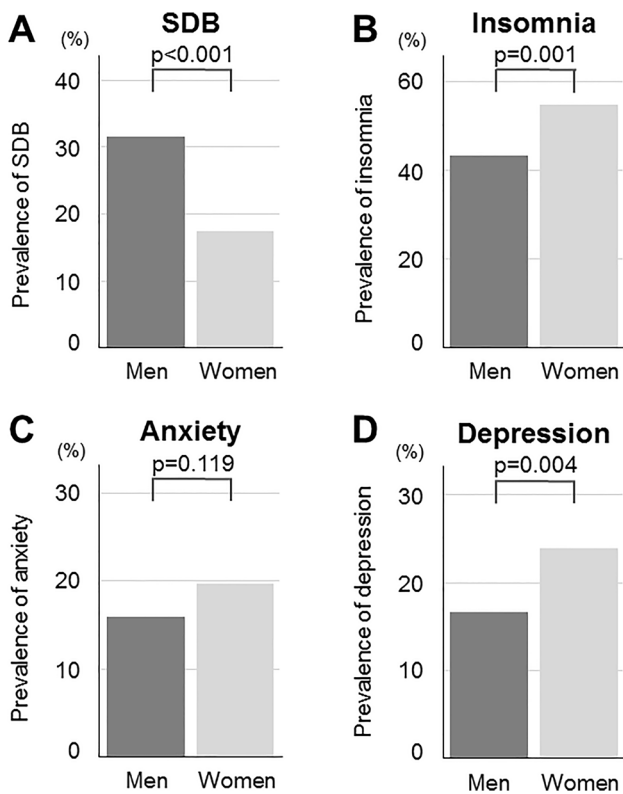 A
SDB
(%)
p<0.001
40
30
20
10
0
Prevalence of SDB
Men
Women
B
Insomnia
(%)
p=0.001
60
40
20
0
Prevalence of insomnia
Men
Women
C
Anxiety
(%)
p=0.119
30
20
10
0
Prevalence of anxiety
Men
Women
D
Depression
(%)
p=0.004
30
20
10
0
Prevalence of depression
Men
Women